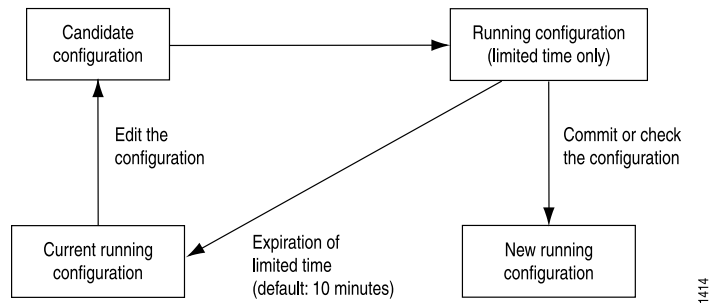 Candidate
configuration
Running configuration
(limited time only)
Edit the
configuration
Commit or check
the configuration
Current running
configuration
Expiration of
limited time
(default: 10 minutes)
New running
configuration
1414